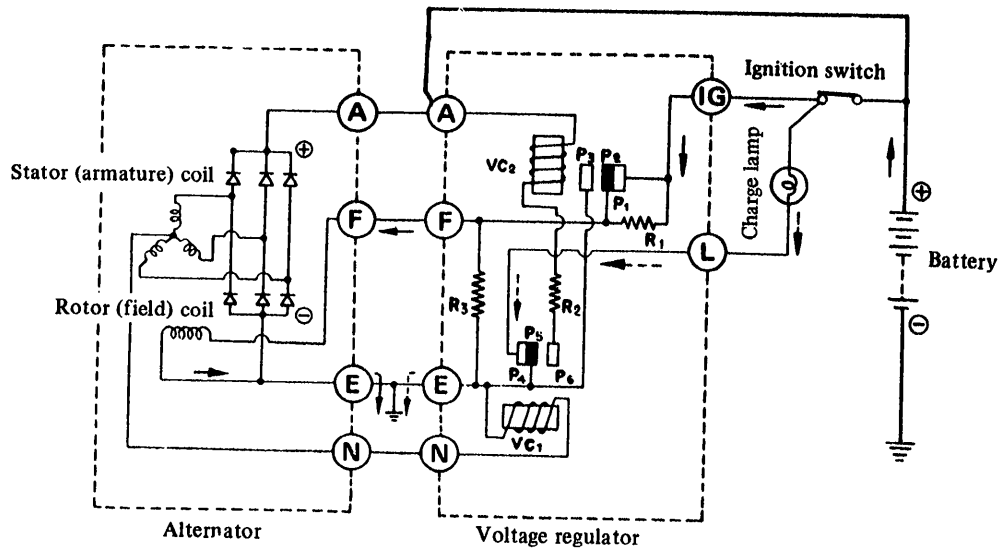 Ignition switch
A
A
IG
⊕
Stator (armature) coil
VC2
P3
P2
P1
Charge lamp
F
F
R1
L
⊕
Battery
Rotor (field) coil
⊖
R3
R2
P5
⊖
P4
P6
E
E
VC1
N
N
Alternator
Voltage regulator